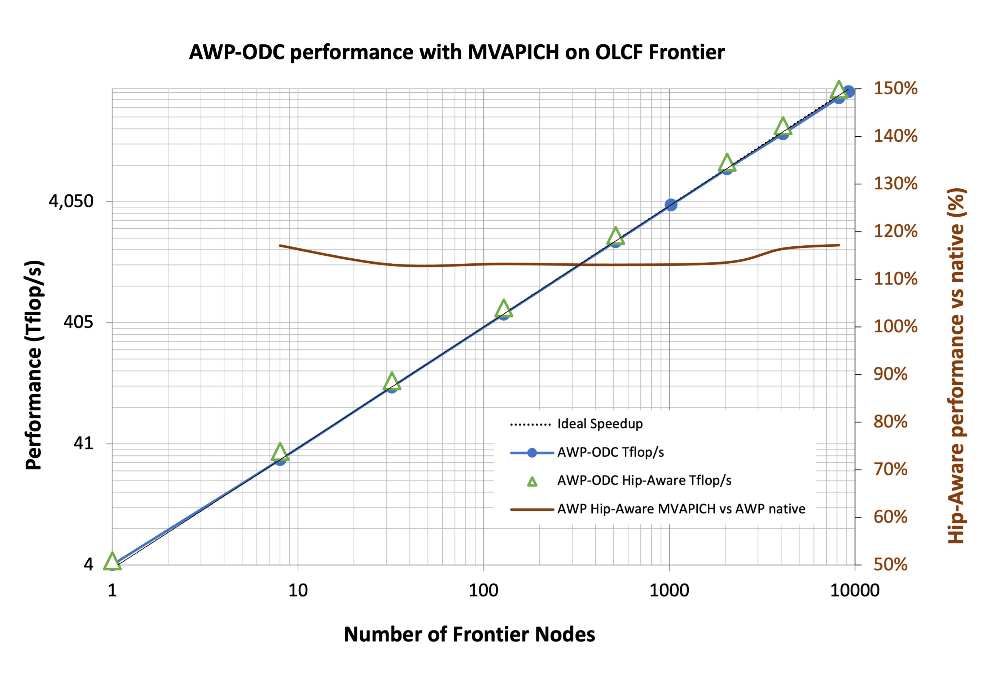 AWP-ODC performance with MVAPICH on OLCF Frontier
Performance (Tflop/s)
4,050
405
41
4
150%
140%
130%
120%
110%
100%
90%
80%
70%
60%
50%
Hip-Aware performance vs native (%)
Ideal Speedup
AWP-ODC Tflop/s
AWP-ODC Hip-Aware Tflop/s
AWP Hip-Aware MVAPICH vs AWP native
1 10 100 1000 10000
Number of Frontier Nodes